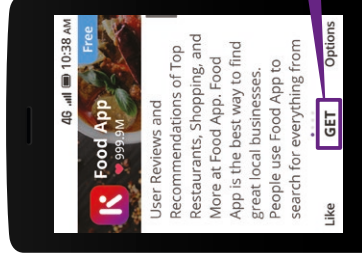 4G 10:38 AM
Food App
999.9M
Free
User Reviews and
Recommendations of Top
Restaurants, Shopping, and
More at Food App. Food
App is the best way to find
great local businesses.
People use Food App to
search for everything from
Like GET Options